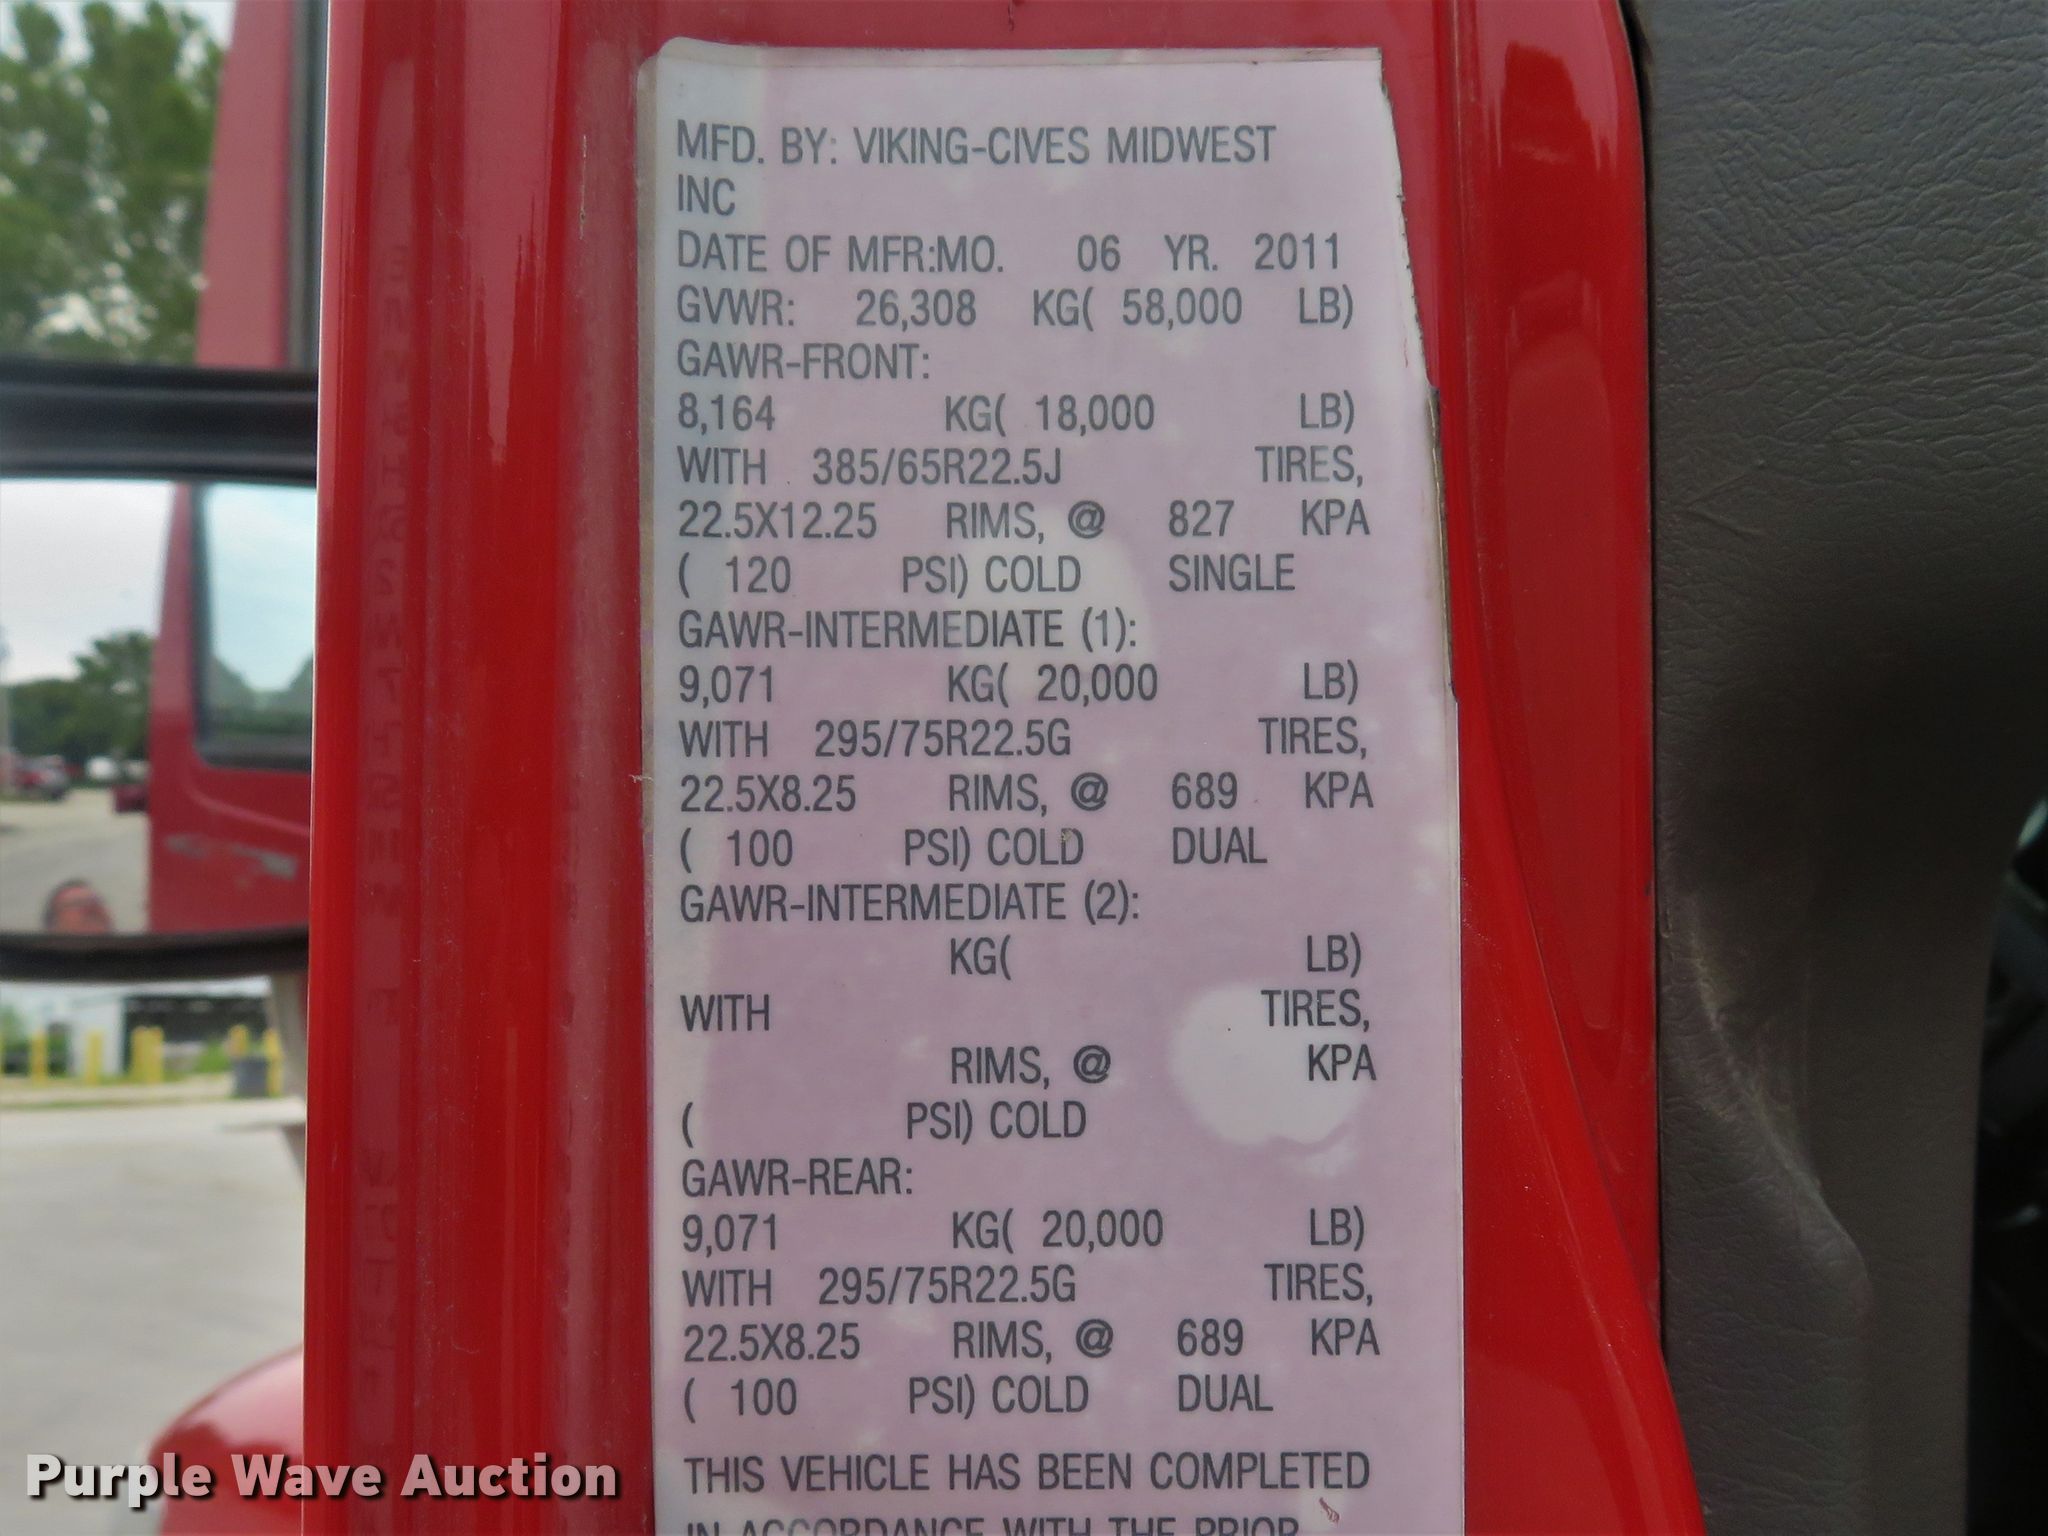 MFD. BY: VIKING-CIVES MIDWEST
INC
DATE OF MFR:MO. 06 YR. 2011
GVWR: 26,308 KG( 58,000 LB)
GAWR-FRONT:
8,164 KG( 18,000 LB)
WITH 385/65R22.5J TIRES,
22.5X12.25 RIMS, @ 827 KPA
( 120 PSI) COLD SINGLE
GAWR-INTERMEDIATE (1):
9,071 KG( 20,000 LB)
WITH 295/75R22.5G TIRES,
22.5X8.25 RIMS, @ 689 KPA
( 100 PSI) COLD DUAL
GAWR-INTERMEDIATE (2):
KG( LB)
WITH TIRES,
RIMS, @ KPA
( PSI) COLD
GAWR-REAR:
9,071 KG( 20,000 LB)
WITH 295/75R22.5G TIRES,
22.5X8.25 RIMS, @ 689 KPA
( 100 PSI) COLD DUAL
THIS VEHICLE HAS BEEN COMPLETED
IN ACCORDANCE WITH THE PRIOR
Purple Wave Auction